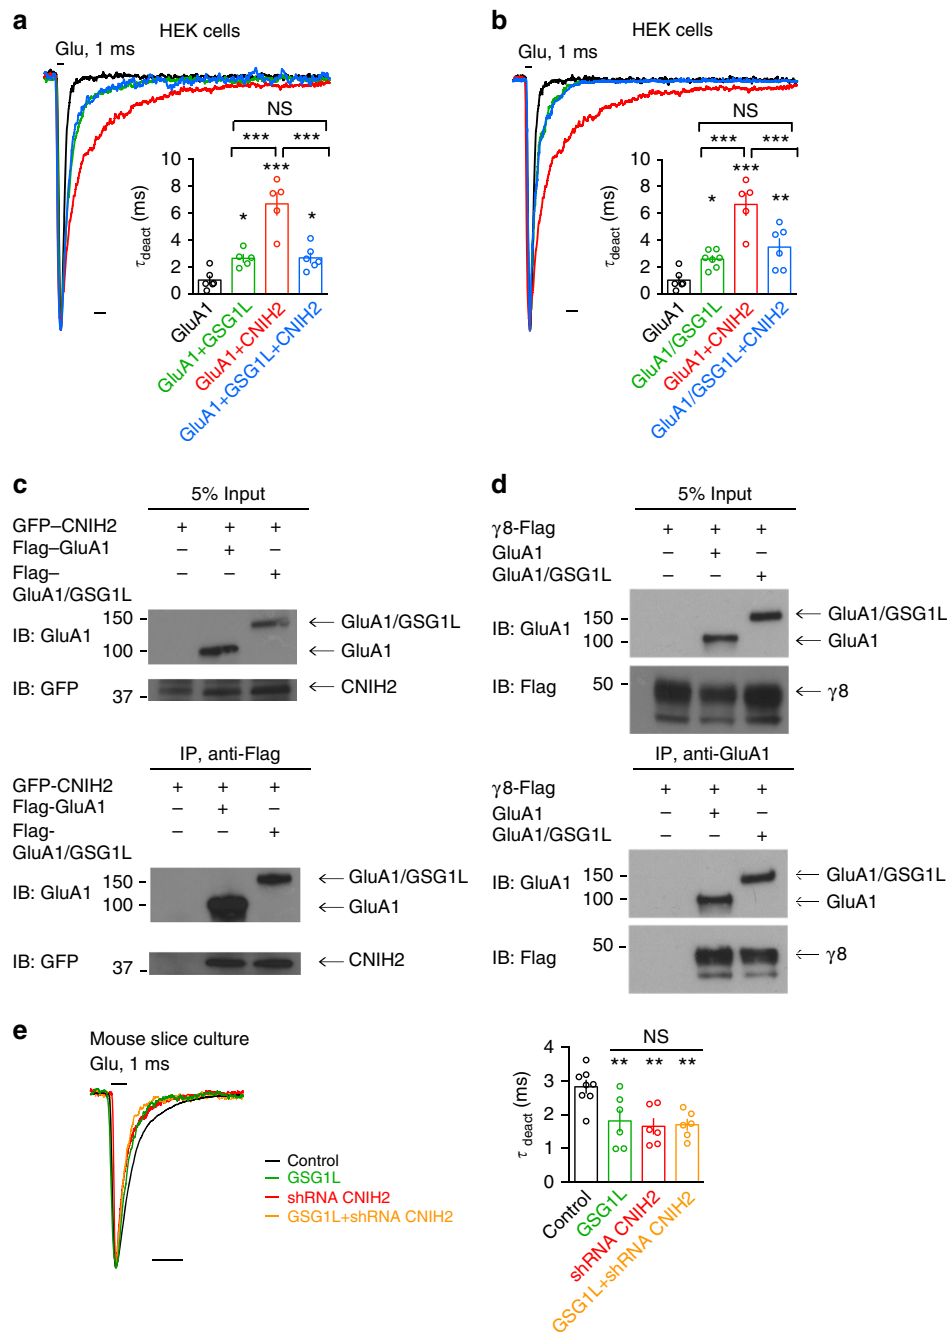 a
HEK cells
Glu, 1 ms
NS
*** ***
***
* *
τdeact (ms)
10
8
6
4
2
0
GluA1
GluA1+GSG1L
GluA1+CNIH2
GluA1+GSG1L+CNIH2
b
HEK cells
Glu, 1 ms
NS
*** ***
***
* **
τdeact (ms)
10
8
6
4
2
0
GluA1
GluA1/GSG1L
GluA1+CNIH2
GluA1/GSG1L+CNIH2
c
5% Input
GFP–CNIH2 + + +
Flag–GluA1 – + –
Flag–
GluA1/GSG1L – – +
IB: GluA1 150 100 ← GluA1/GSG1L
← GluA1
IB: GFP 37 ← CNIH2
IP, anti-Flag
GFP-CNIH2 + + +
Flag-GluA1 – + –
Flag-
GluA1/GSG1L – – +
IB: GluA1 150 100 ← GluA1/GSG1L
← GluA1
IB: GFP 37 ← CNIH2
d
5% Input
γ8-Flag + + +
GluA1 – + –
GluA1/GSG1L – – +
IB: GluA1 150 100 ← GluA1/GSG1L
← GluA1
IB: Flag 50 ← γ8
IP, anti-GluA1
γ8-Flag + + +
GluA1 – + –
GluA1/GSG1L – – +
IB: GluA1 150 100 ← GluA1/GSG1L
← GluA1
IB: Flag 50 ← γ8
e
Mouse slice culture
Glu, 1 ms
Control
GSG1L
shRNA CNIH2
GSG1L+shRNA CNIH2
NS
** ** **
τ deact (ms)
4
3
2
1
0
Control
GSG1L
shRNA CNIH2
GSG1L+shRNA CNIH2